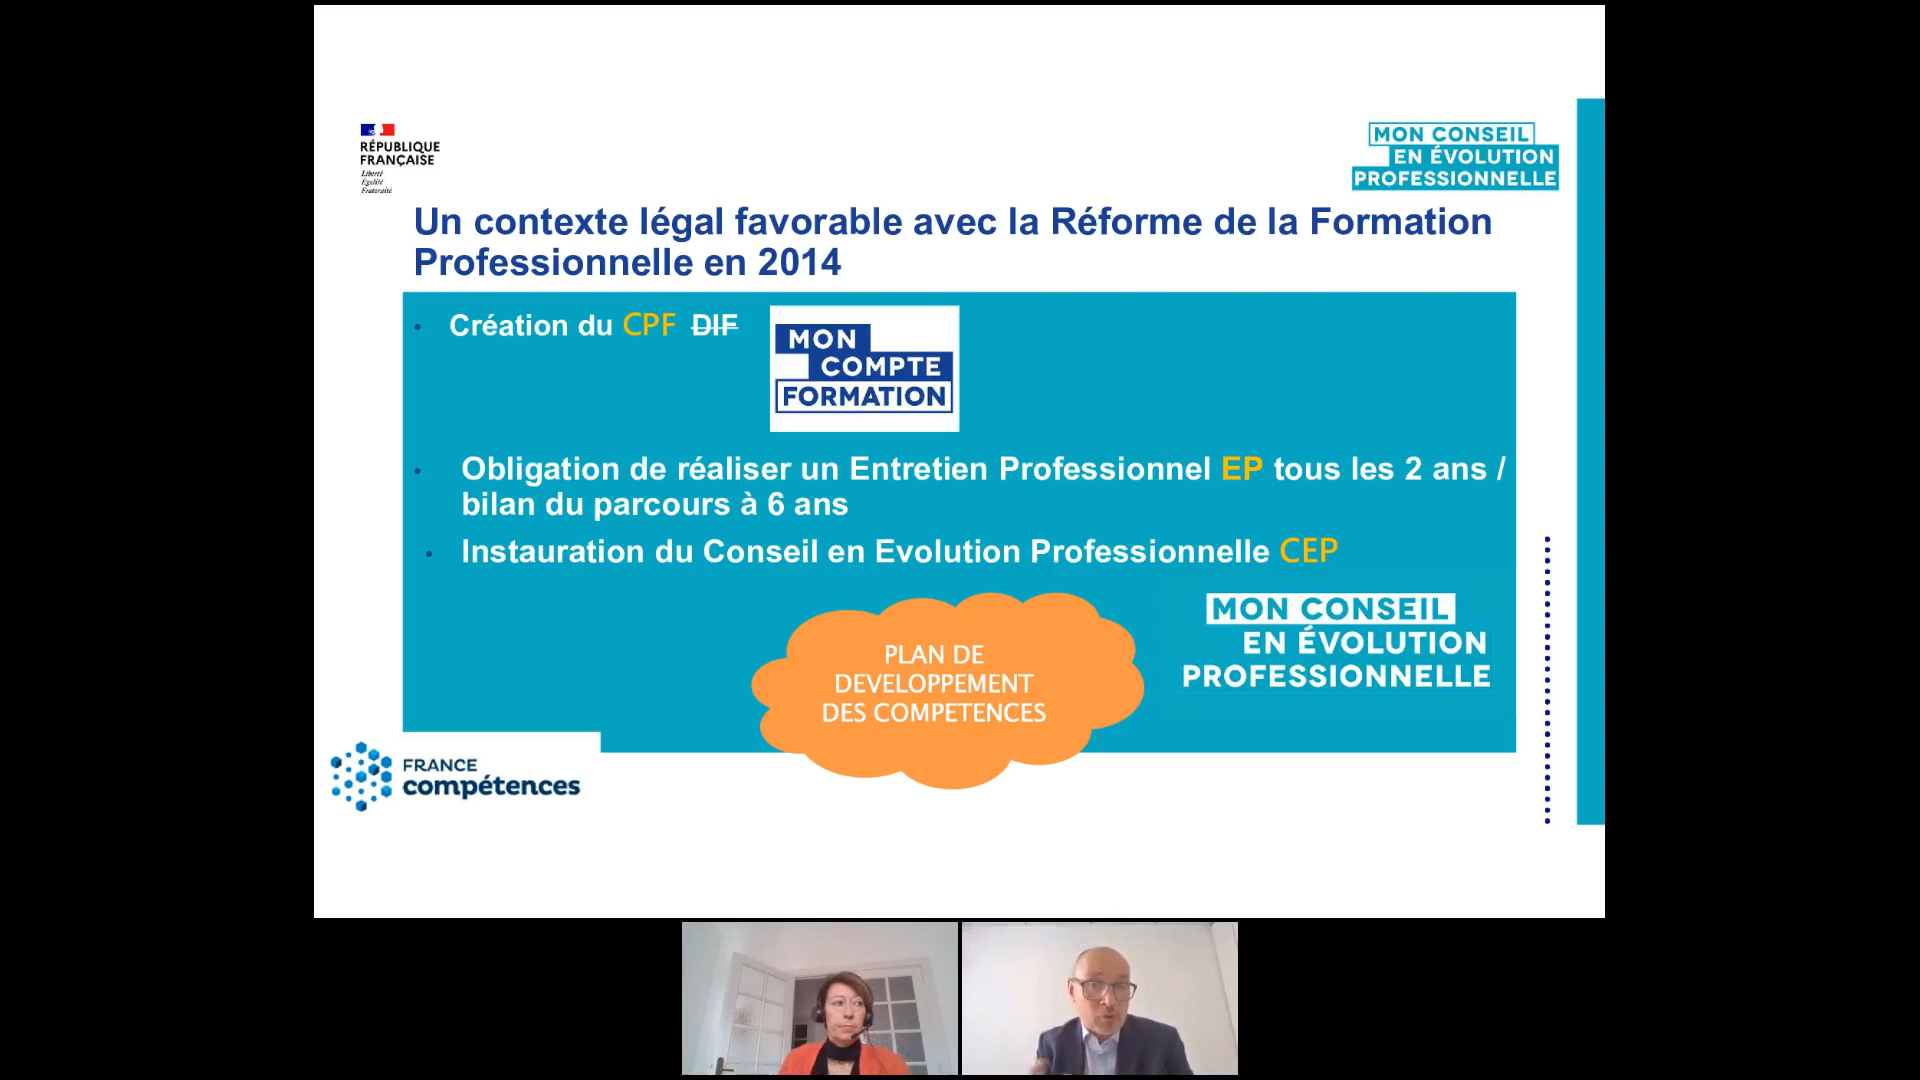 RÉPUBLIQUE
FRANÇAISE
Liberté
Égalité
Fraternité
MON CONSEIL
EN ÉVOLUTION
PROFESSIONNELLE
Un contexte légal favorable avec la Réforme de la Formation
Professionnelle en 2014
• Création du CPF DIF
MON
COMPTE
FORMATION
• Obligation de réaliser un Entretien Professionnel EP tous les 2 ans /
bilan du parcours à 6 ans
• Instauration du Conseil en Evolution Professionnelle CEP
PLAN DE
DEVELOPPEMENT
DES COMPETENCES
MON CONSEIL
EN ÉVOLUTION
PROFESSIONNELLE
FRANCE
compétences